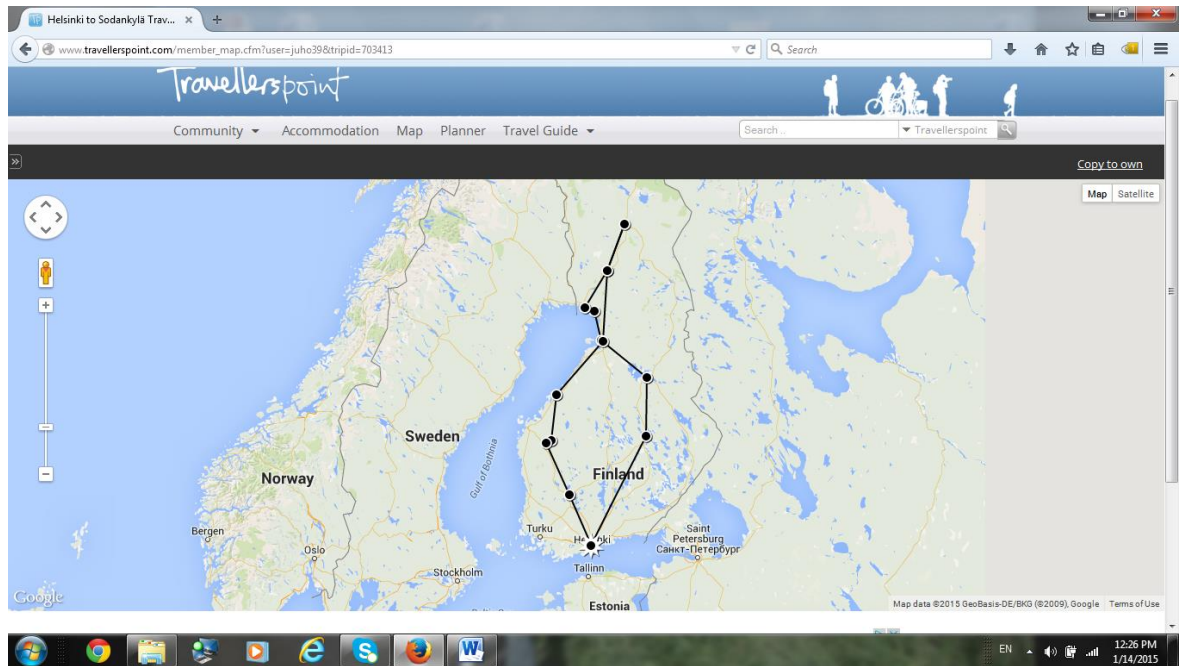 Helsinki to Sodankylä Trav...
www.travellerspoint.com/member_map.cfm?user=juho39&tripid=703413
Search
Travellerspoint
Community Accommodation Map Planner Travel Guide
Search .. Travellerspoint
Copy to own
Map Satellite
Sweden
Gulf of Bothnia
Norway
Finland
Bergen
Oslo
Turku
Saint
Petersburg
Санкт-Петербург
Stockholm
Tallinn
Estonia
Google
Map data ©2015 GeoBasis-DE/BKG (©2009), Google Terms of Use
EN
12:26 PM
1/14/2015